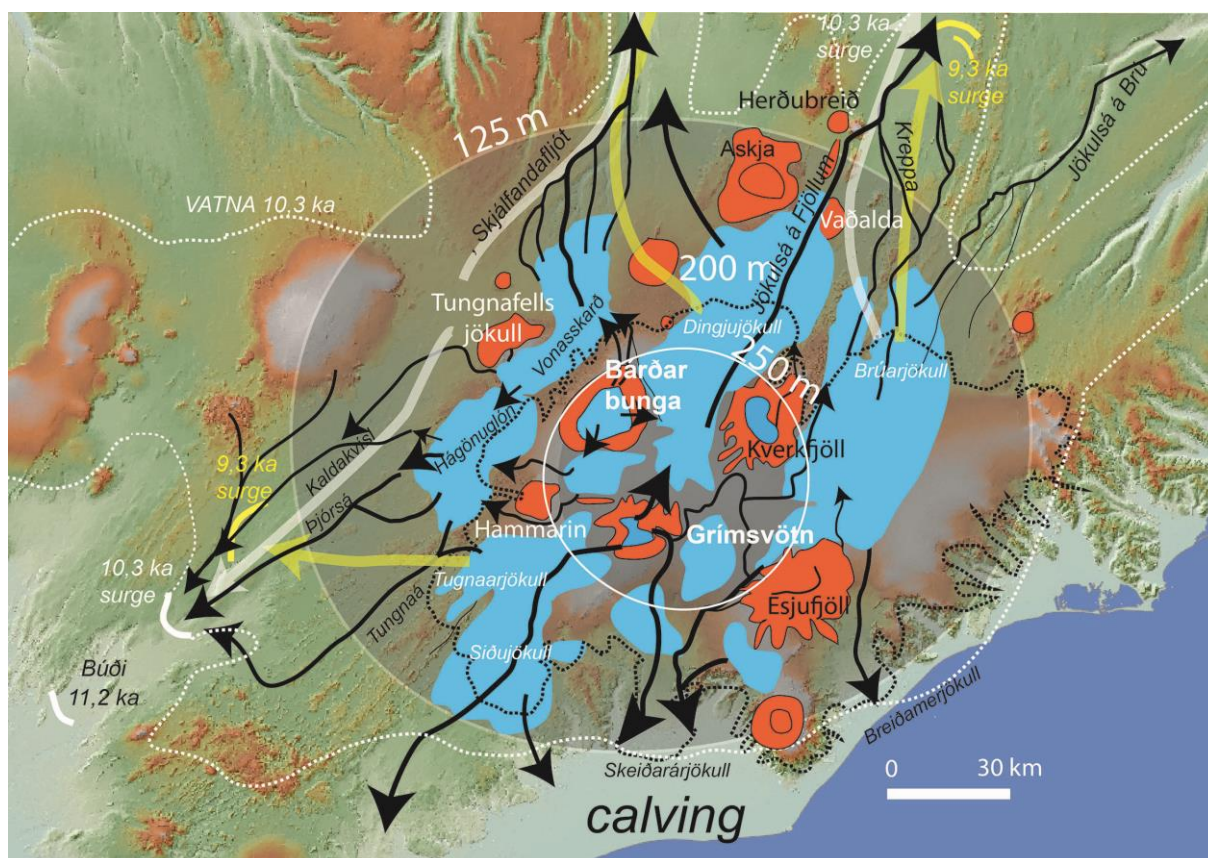 10,3 ka
surge
9,3 ka
surge
Herðubreið
125 m
Askja
Kreppa
Jökulsá á Brú
Skjálfandafljót
Jökulsá á Fjöllum
VATNA 10.3 ka
Vaðalda
200 m
Tungnafells
jökull
Vonasskarð
Dingjujökull
250 m
Brúarjökull
Bárðar
bunga
Hágönuglón
Kverkfjöll
9,3 ka
surge
Kaldakvísl
Þjórsá
Hammarin
Grímsvötn
10,3 ka
surge
Tugnaarjökull
Esjufjöll
Tungnaá
Síðujökull
Búði
11,2 ka
Breiðamerjökull
Skeiðarárjökull
0 30 km
calving